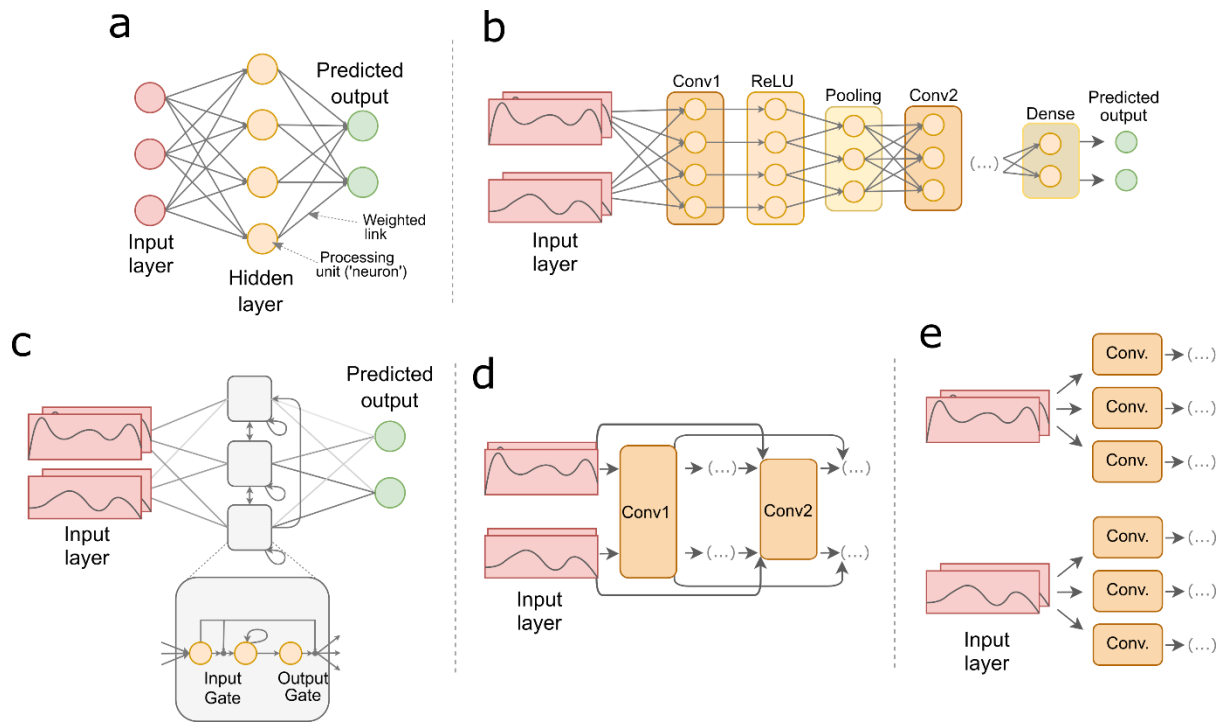 a
Predicted
output
Input
layer
Hidden
layer
Weighted
link
Processing
unit ('neuron')
b
Conv1
ReLU
Pooling
Conv2
(...)
Dense
Predicted
output
Input
layer
c
Predicted
output
Input
layer
Input
Gate
Output
Gate
d
Conv1
(...)
(...)
Conv2
(...)
(...)
Input
layer
e
Conv.
(...)
Conv.
(...)
Conv.
(...)
Conv.
(...)
Conv.
(...)
Conv.
(...)
Input
layer